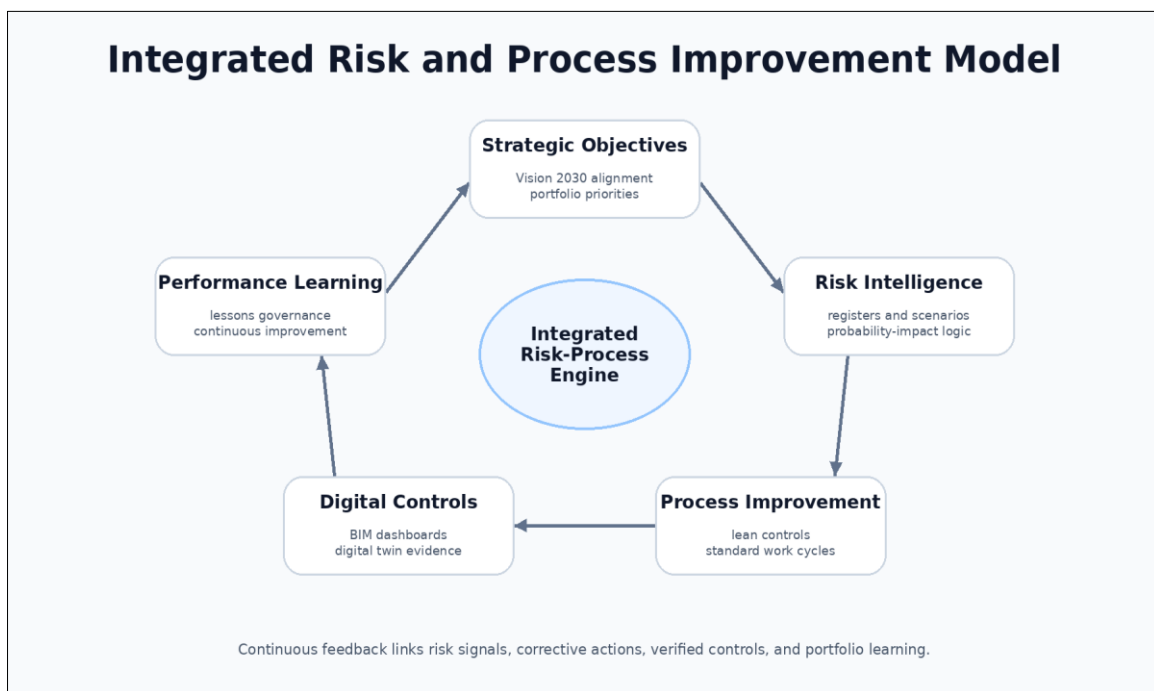 Integrated Risk and Process Improvement Model
Strategic Objectives
Vision 2030 alignment
portfolio priorities
Performance Learning
lessons governance
continuous improvement
Risk Intelligence
registers and scenarios
probability-impact logic
Integrated
Risk-Process
Engine
Digital Controls
BIM dashboards
digital twin evidence
Process Improvement
lean controls
standard work cycles
Continuous feedback links risk signals, corrective actions, verified controls, and portfolio learning.